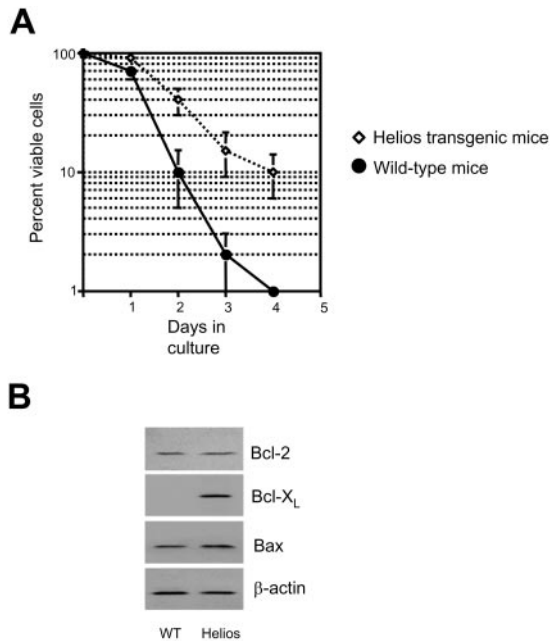 A
100
10
1
1
2
3
4
5
Percent viable cells
Days in
culture
Helios transgenic mice
Wild-type mice
B
Bcl-2
Bcl-XL
Bax
β-actin
WT Helios